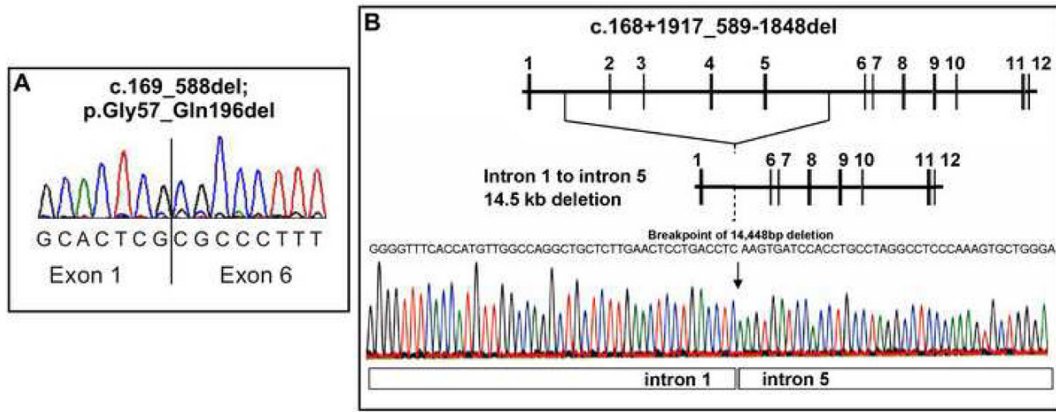 A
c.169_588del;
p.Gly57_Gln196del
G C A C T C G C G C C C T T T
Exon 1 Exon 6
B
c.168+1917_589-1848del
1 2 3 4 5 6 7 8 9 10 11 12
1 6 7 8 9 10 11 12
Intron 1 to intron 5
14.5 kb deletion
Breakpoint of 14,448bp deletion
GGGGTTTCACCATGTTGGCCAGGCTGCTCTTGAACTCCTGACCTC AAGTGATCCACCTGCCTAGGCCTCCCAAAGTGCTGGGA
intron 1 intron 5